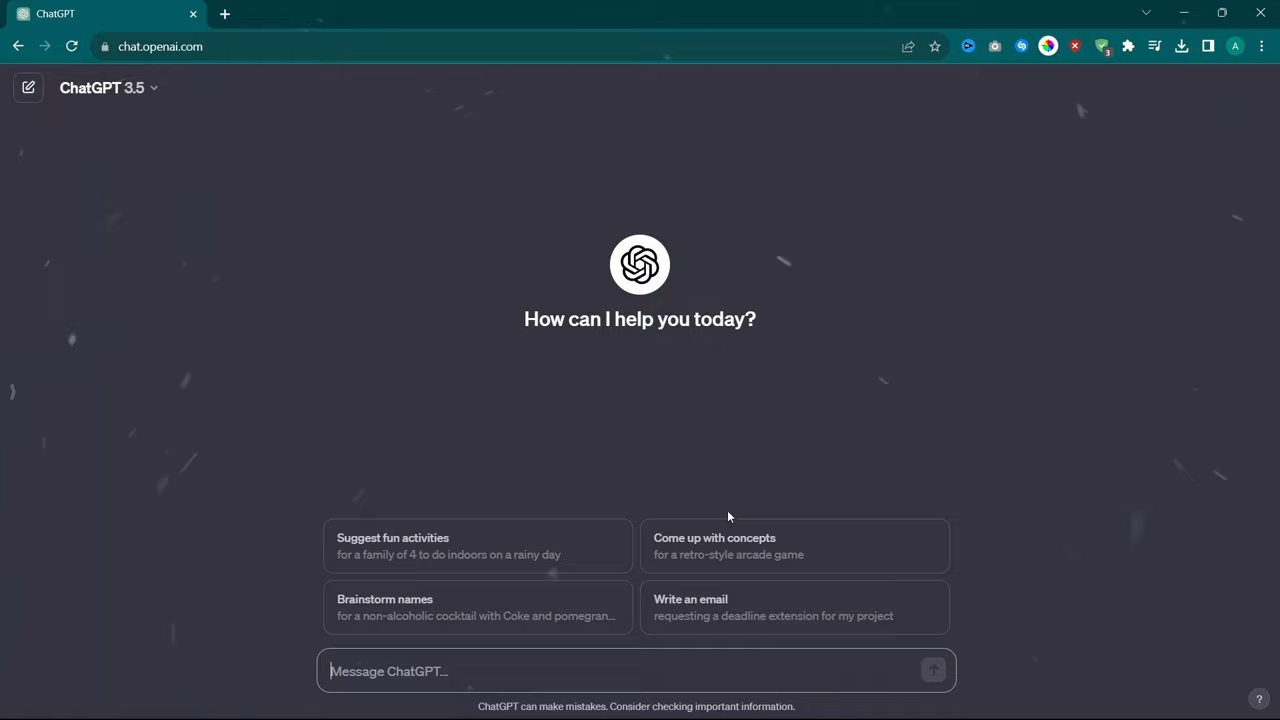 ChatGPT
chat.openai.com
3
A
ChatGPT 3.5
How can I help you today?
Suggest fun activities
for a family of 4 to do indoors on a rainy day
Come up with concepts
for a retro-style arcade game
Brainstorm names
for a non-alcoholic cocktail with Coke and pomegran...
Write an email
requesting a deadline extension for my project
Message ChatGPT...
ChatGPT can make mistakes. Consider checking important information.
?